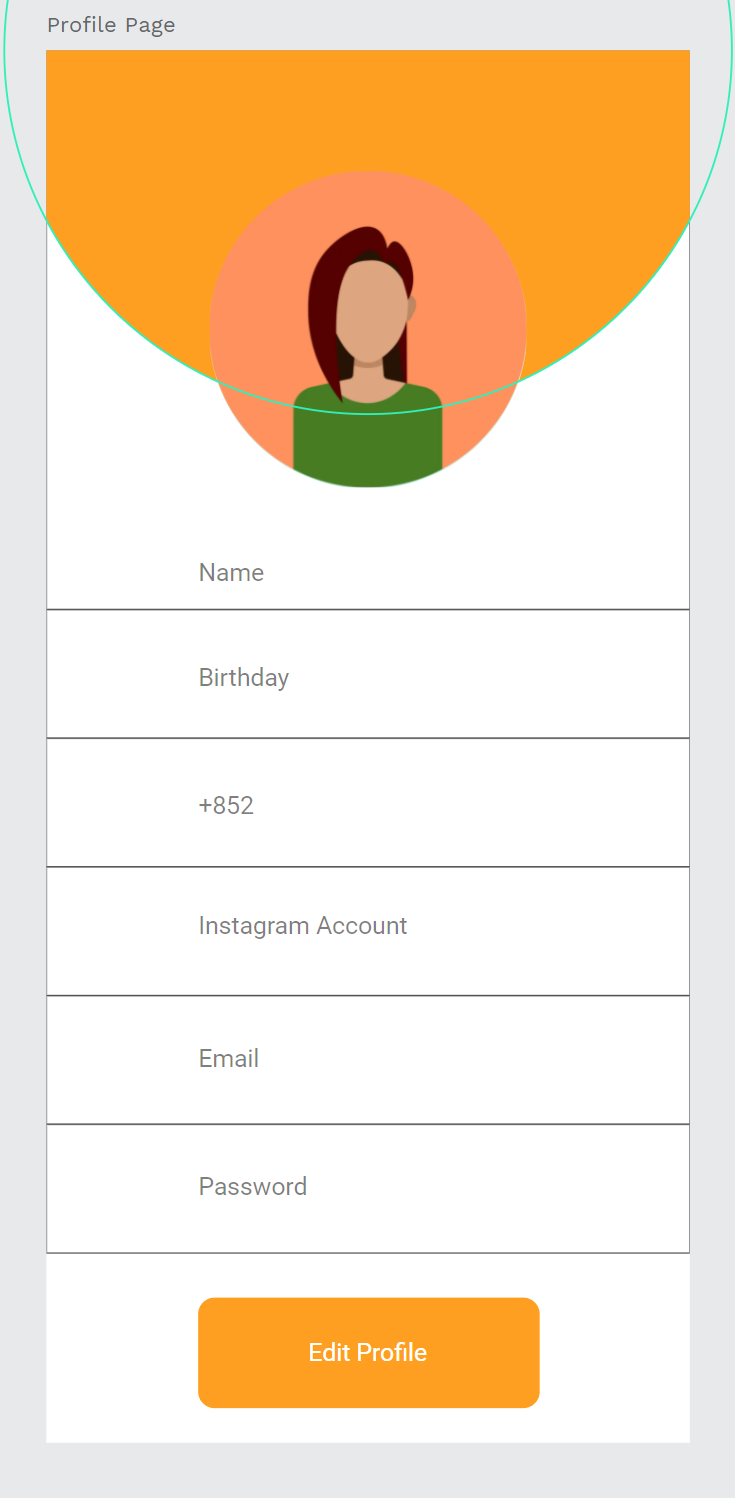 Profile Page
Name
Birthday
+852
Instagram Account
Email
Password
Edit Profile